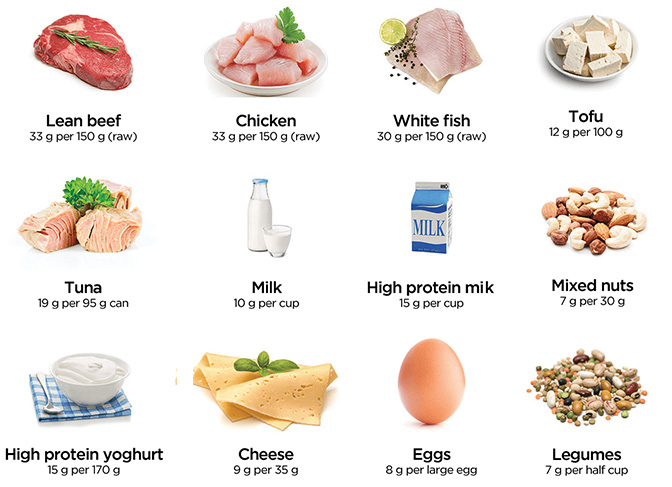 Lean beef
33 g per 150 g (raw)
Chicken
33 g per 150 g (raw)
White fish
30 g per 150 g (raw)
Tofu
12 g per 100 g
Tuna
19 g per 95 g can
Milk
10 g per cup
MILK
High protein mik
15 g per cup
Mixed nuts
7 g per 30 g
High protein yoghurt
15 g per 170 g
Cheese
9 g per 35 g
Eggs
8 g per large egg
Legumes
7 g per half cup